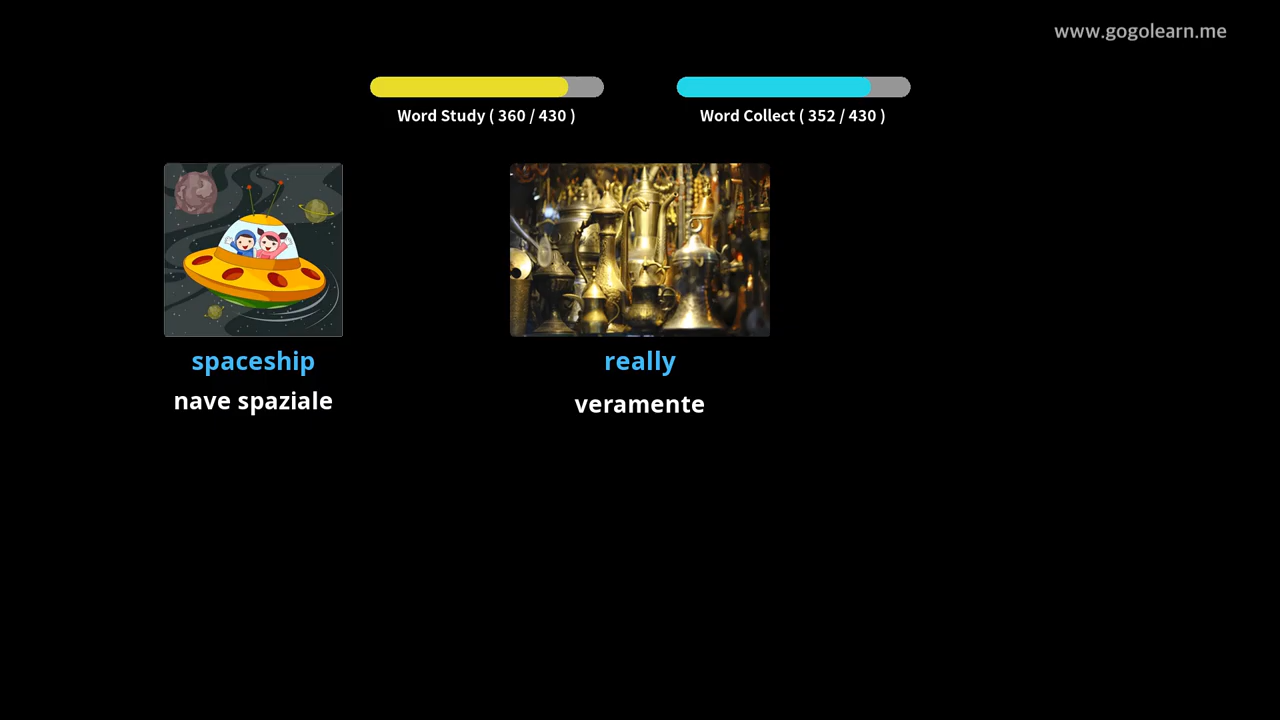 www.gogolearn.me
Word Study ( 360 / 430 )
Word Collect ( 352 / 430 )
spaceship
nave spaziale
really
veramente